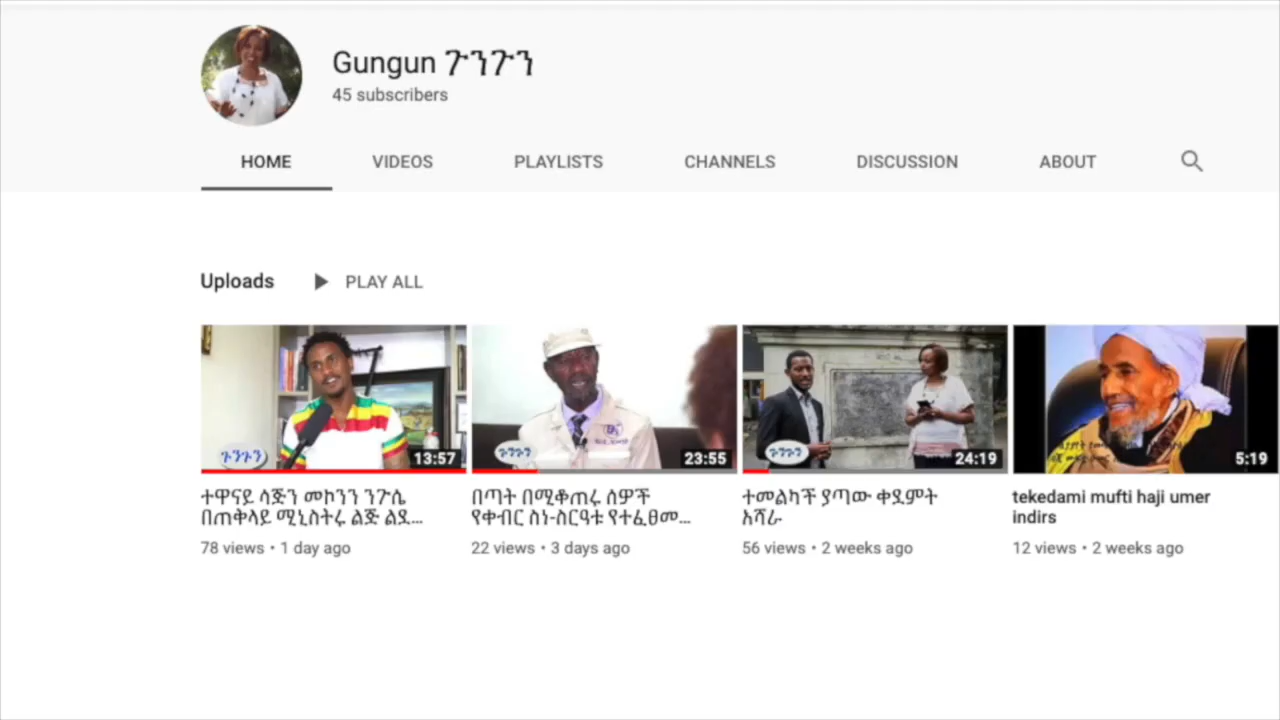 Gungun ጉንጉን
45 subscribers
HOME VIDEOS PLAYLISTS CHANNELS DISCUSSION ABOUT
Uploads PLAY ALL
ጉንጉን 13:57
ጉንጉን 23:55
ጉንጉን 24:19
5:19
ተዋናይ ሳጅን መኮንን ንጉሴ
በጠቅላይ ሚኒስትሩ ልጅ ልደ...
78 views • 1 day ago
በጣት በሚቆጠሩ ሰዎች
የቀብር ስነ-ስርዓቱ የተፈፀመ...
22 views • 3 days ago
ተመልካች ያጣው ቀዷምት
አሻራ
56 views • 2 weeks ago
tekedami mufti haji umer
indirs
12 views • 2 weeks ago